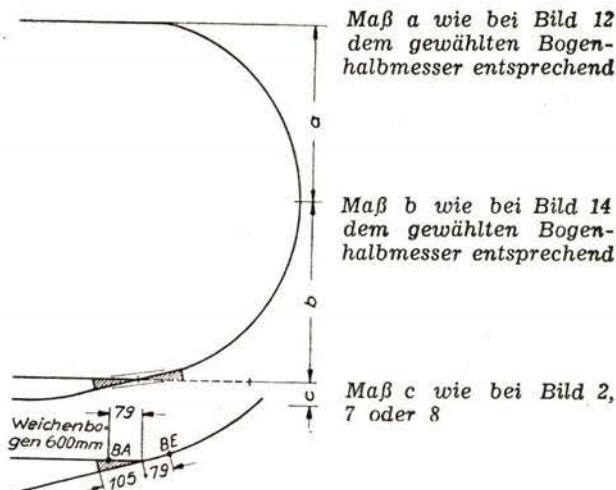 Maß a wie bei Bild 12
dem gewählten Bogen-
halbmesser entsprechend
a
Maß b wie bei Bild 14
dem gewählten Bogen-
halbmesser entsprechend
b
c
Maß c wie bei Bild 2,
7 oder 8
Weichenbo-
gen 600mm
79
BA
BE
105
79